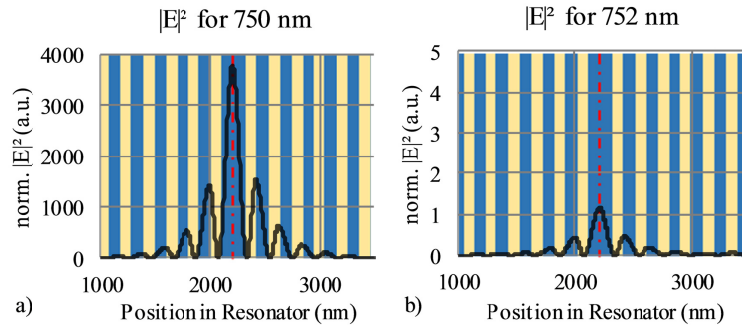 |E|² for 750 nm
|E|² for 752 nm
norm. |E|² (a.u.)
4000
3000
2000
1000
0
1000
2000
3000
a)
Position in Resonator (nm)
norm. |E|² (a.u.)
5
4
3
2
1
0
1000
2000
3000
b)
Position in Resonator (nm)